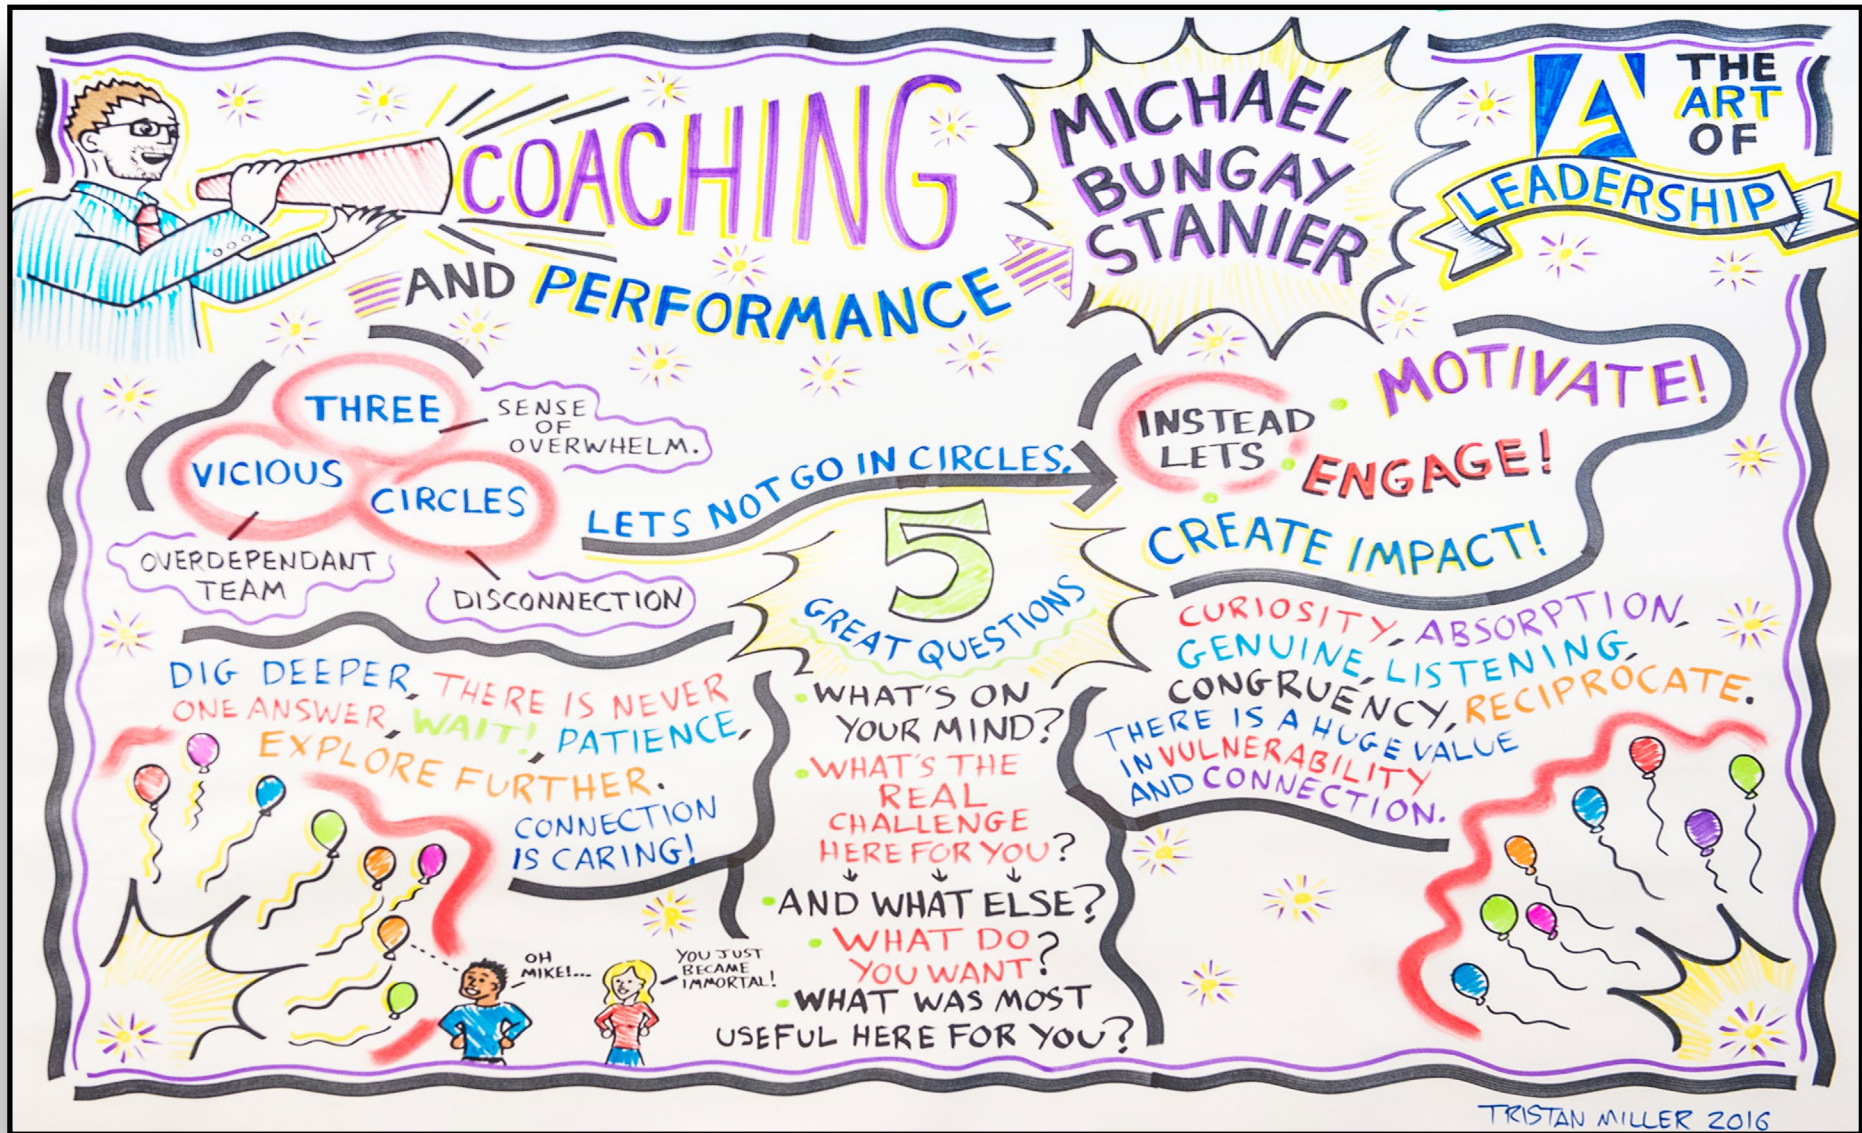 COACHING
AND PERFORMANCE
MICHAEL
BUNGAY
STANIER
A
THE
ART
OF
LEADERSHIP
THREE
VICIOUS
CIRCLES
SENSE
OF
OVERWHELM.
OVERDEPENDANT
TEAM
DISCONNECTION
LETS NOT GO IN CIRCLES.
INSTEAD
LETS
MOTIVATE!
ENGAGE!
CREATE IMPACT!
5
GREAT QUESTIONS
DIG DEEPER, THERE IS NEVER
ONE ANSWER, WAIT!, PATIENCE,
EXPLORE FURTHER.
CONNECTION
IS CARING!
OH
MIKE!...
YOU JUST
BECAME
IMMORTAL!
WHAT'S ON
YOUR MIND?
WHAT'S THE
REAL
CHALLENGE
HERE FOR YOU?
AND WHAT ELSE?
WHAT DO
YOU WANT?
WHAT WAS MOST
USEFUL HERE FOR YOU?
CURIOSITY, ABSORPTION,
GENUINE, LISTENING,
CONGRUENCY, RECIPROCATE.
THERE IS A HUGE VALUE
IN VULNERABILITY
AND CONNECTION.
TRISTAN MILLER 2016